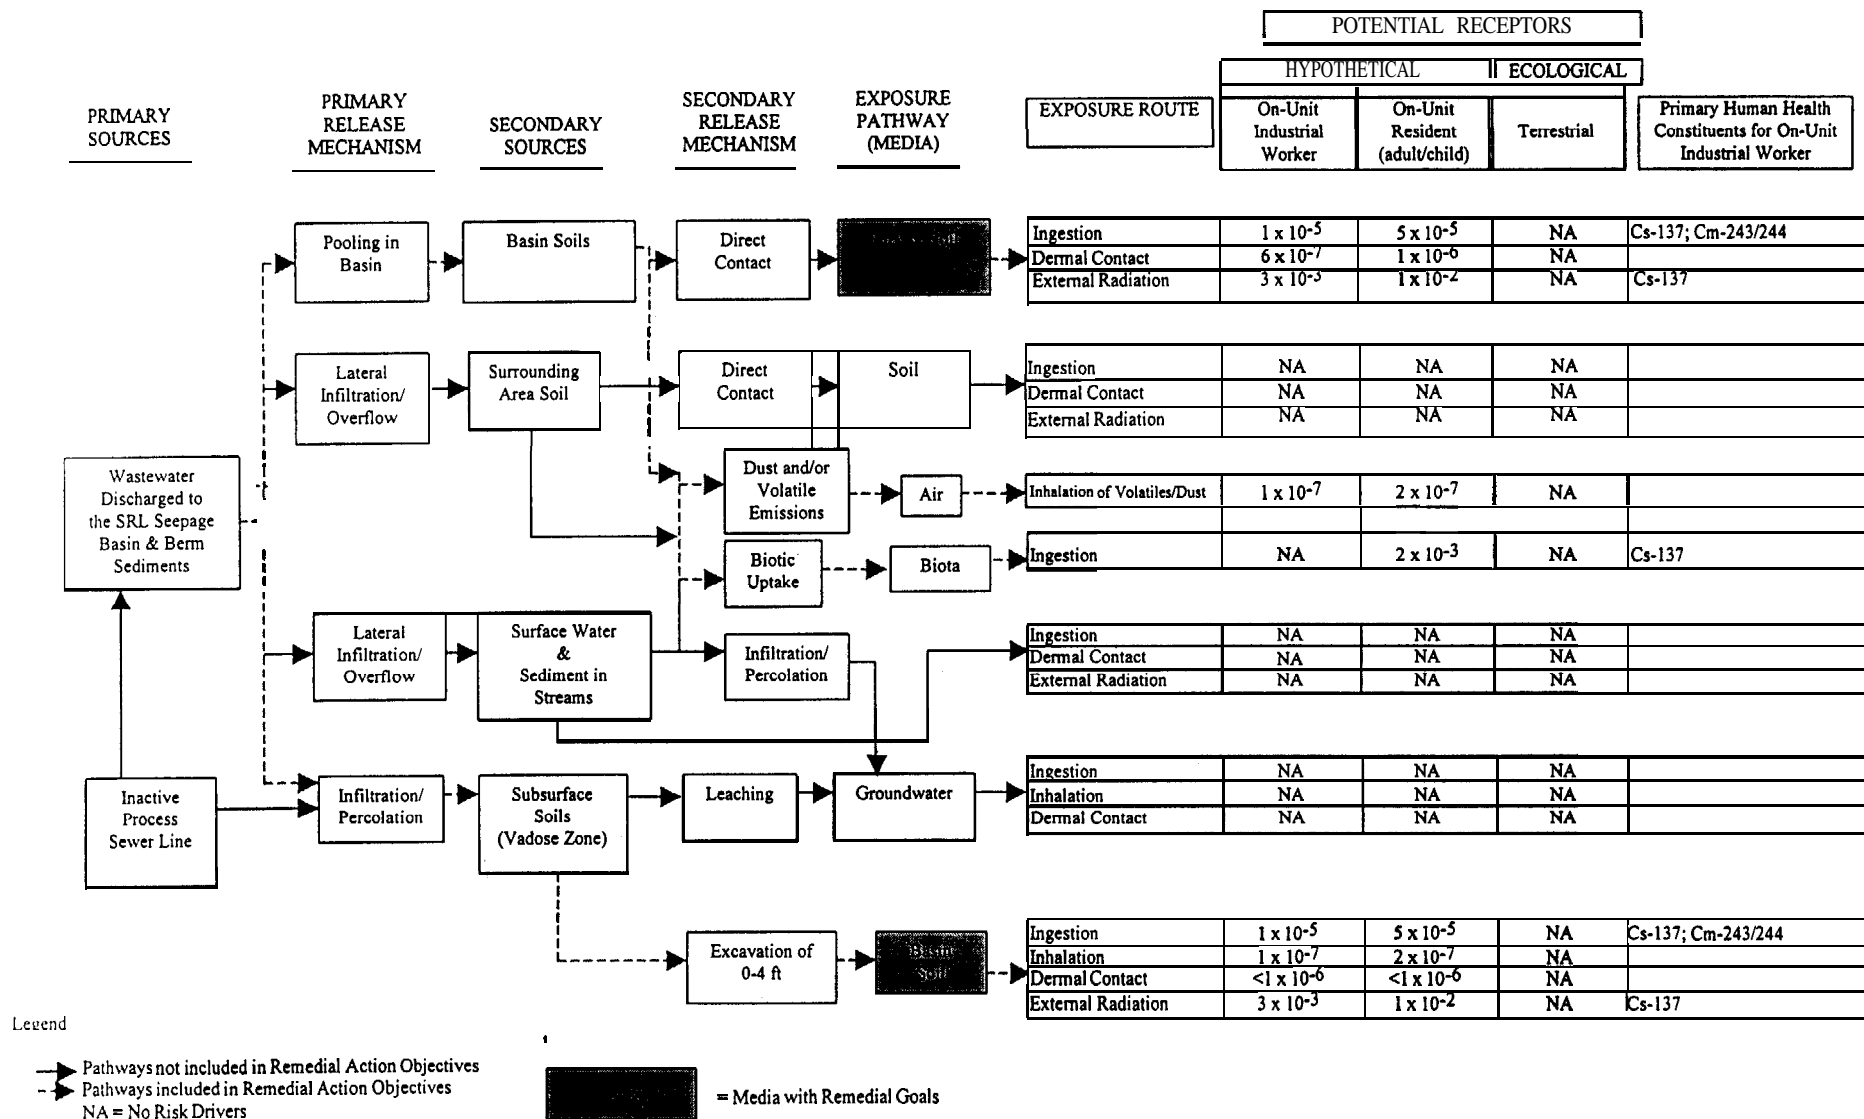 POTENTIAL RECEPTORS
HYPOTHETICAL
ECOLOGICAL
PRIMARY
SOURCES
PRIMARY
RELEASE
MECHANISM
SECONDARY
SOURCES
SECONDARY
RELEASE
MECHANISM
EXPOSURE
PATHWAY
(MEDIA)
EXPOSURE ROUTE
On-Unit
Industrial
Worker
On-Unit
Resident
(adult/child)
Terrestrial
Primary Human Health
Constituents for On-Unit
Industrial Worker
Pooling in
Basin
Basin Soils
Direct
Contact
Ingestion 1 x 10-5 5 x 10-5 NA Cs-137; Cm-243/244
Dermal Contact 6 x 10-7 1 x 10-6 NA
External Radiation 3 x 10-3 1 x 10-2 NA Cs-137
Lateral
Infiltration/
Overflow
Surrounding
Area Soil
Direct
Contact
Soil
Ingestion NA NA NA
Dermal Contact NA NA NA
External Radiation NA NA NA
Wastewater
Discharged to
the SRL Seepage
Basin & Berm
Sediments
Dust and/or
Volatile
Emissions
Air
Inhalation of Volatiles/Dust 1 x 10-7 2 x 10-7 NA
Biotic
Uptake
Biota
Ingestion NA 2 x 10-3 NA Cs-137
Lateral
Infiltration/
Overflow
Surface Water
&
Sediment in
Streams
Infiltration/
Percolation
Ingestion NA NA NA
Dermal Contact NA NA NA
External Radiation NA NA NA
Inactive
Process
Sewer Line
Infiltration/
Percolation
Subsurface
Soils
(Vadose Zone)
Leaching
Groundwater
Ingestion NA NA NA
Inhalation NA NA NA
Dermal Contact NA NA NA
Excavation of
0-4 ft
Basin
Soil
Ingestion 1 x 10-5 5 x 10-5 NA Cs-137; Cm-243/244
Inhalation 1 x 10-7 2 x 10-7 NA
Dermal Contact <1 x 10-6 <1 x 10-6 NA
External Radiation 3 x 10-3 1 x 10-2 NA Cs-137
Legend
Pathways not included in Remedial Action Objectives
Pathways included in Remedial Action Objectives
NA = No Risk Drivers
= Media with Remedial Goals